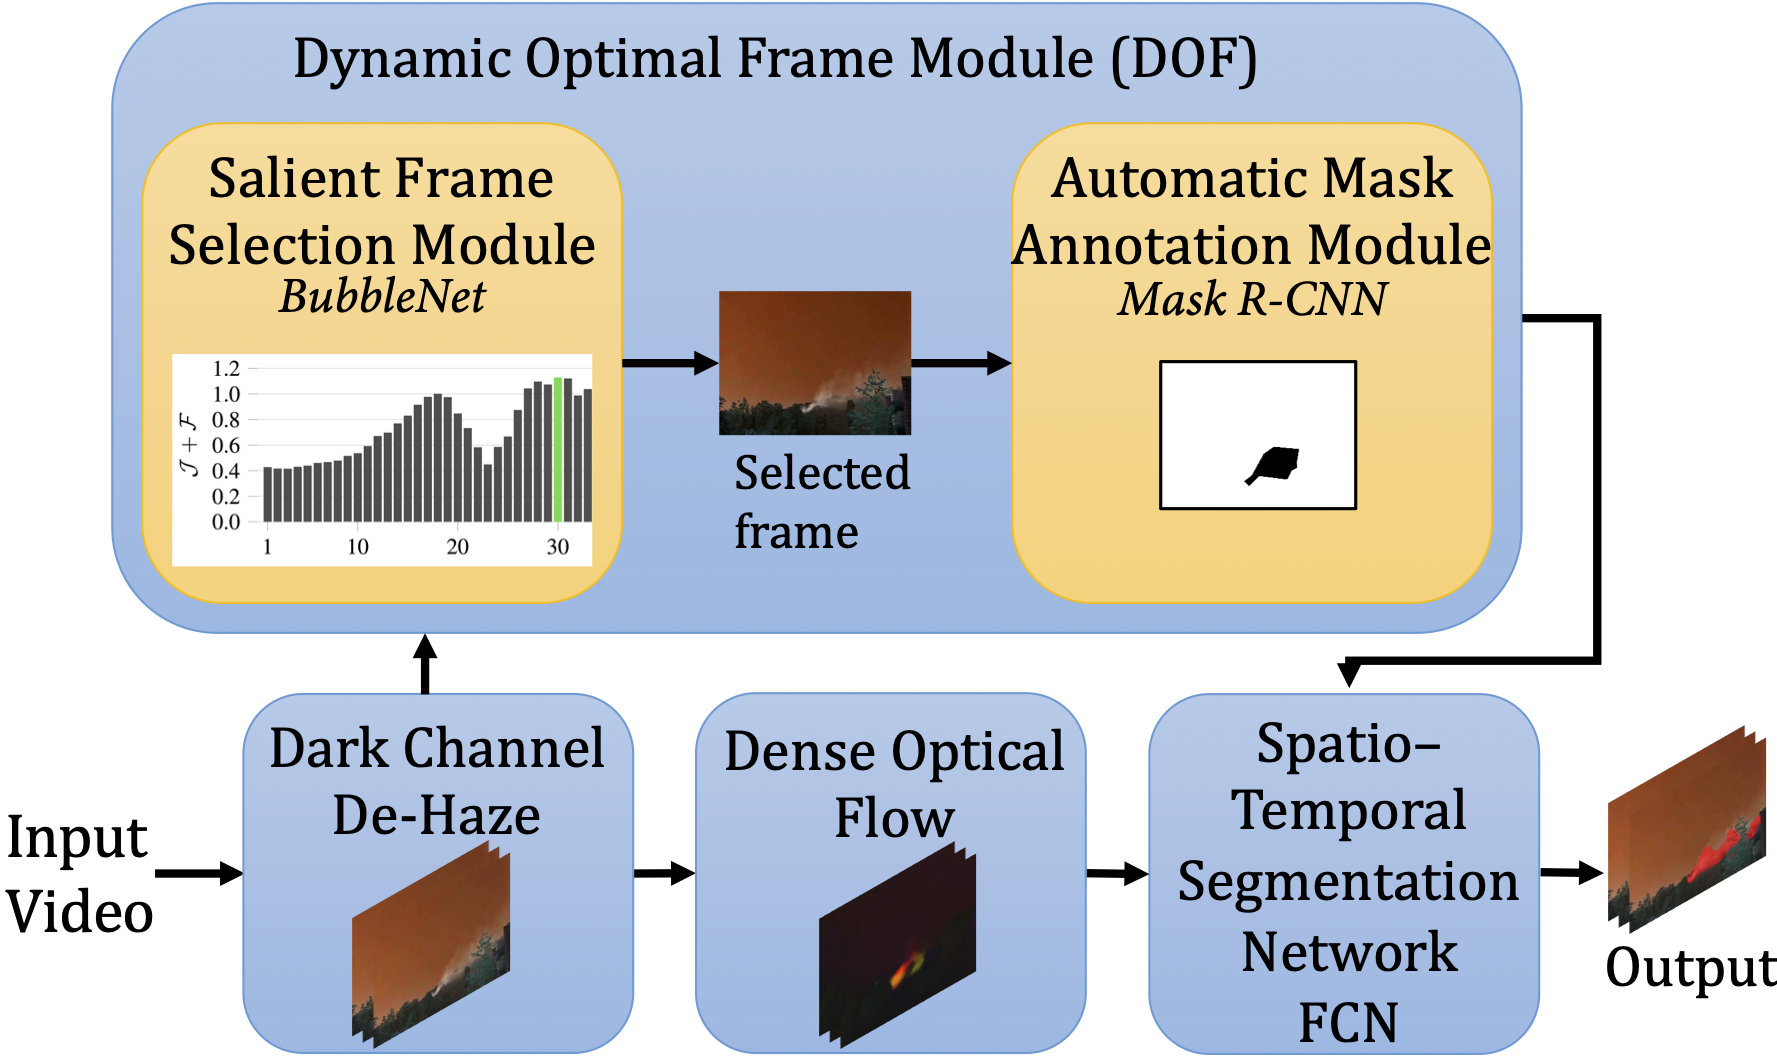 Dynamic Optimal Frame Module (DOF)
Salient Frame
Selection Module
BubbleNet
1.2
1.0
0.8
0.6
0.4
0.2
0.0
𝒥 + ℱ
1 10 20 30
Selected
frame
Automatic Mask
Annotation Module
Mask R-CNN
Input
Video
Dark Channel
De-Haze
Dense Optical
Flow
Spatio–
Temporal
Segmentation
Network
FCN
Output